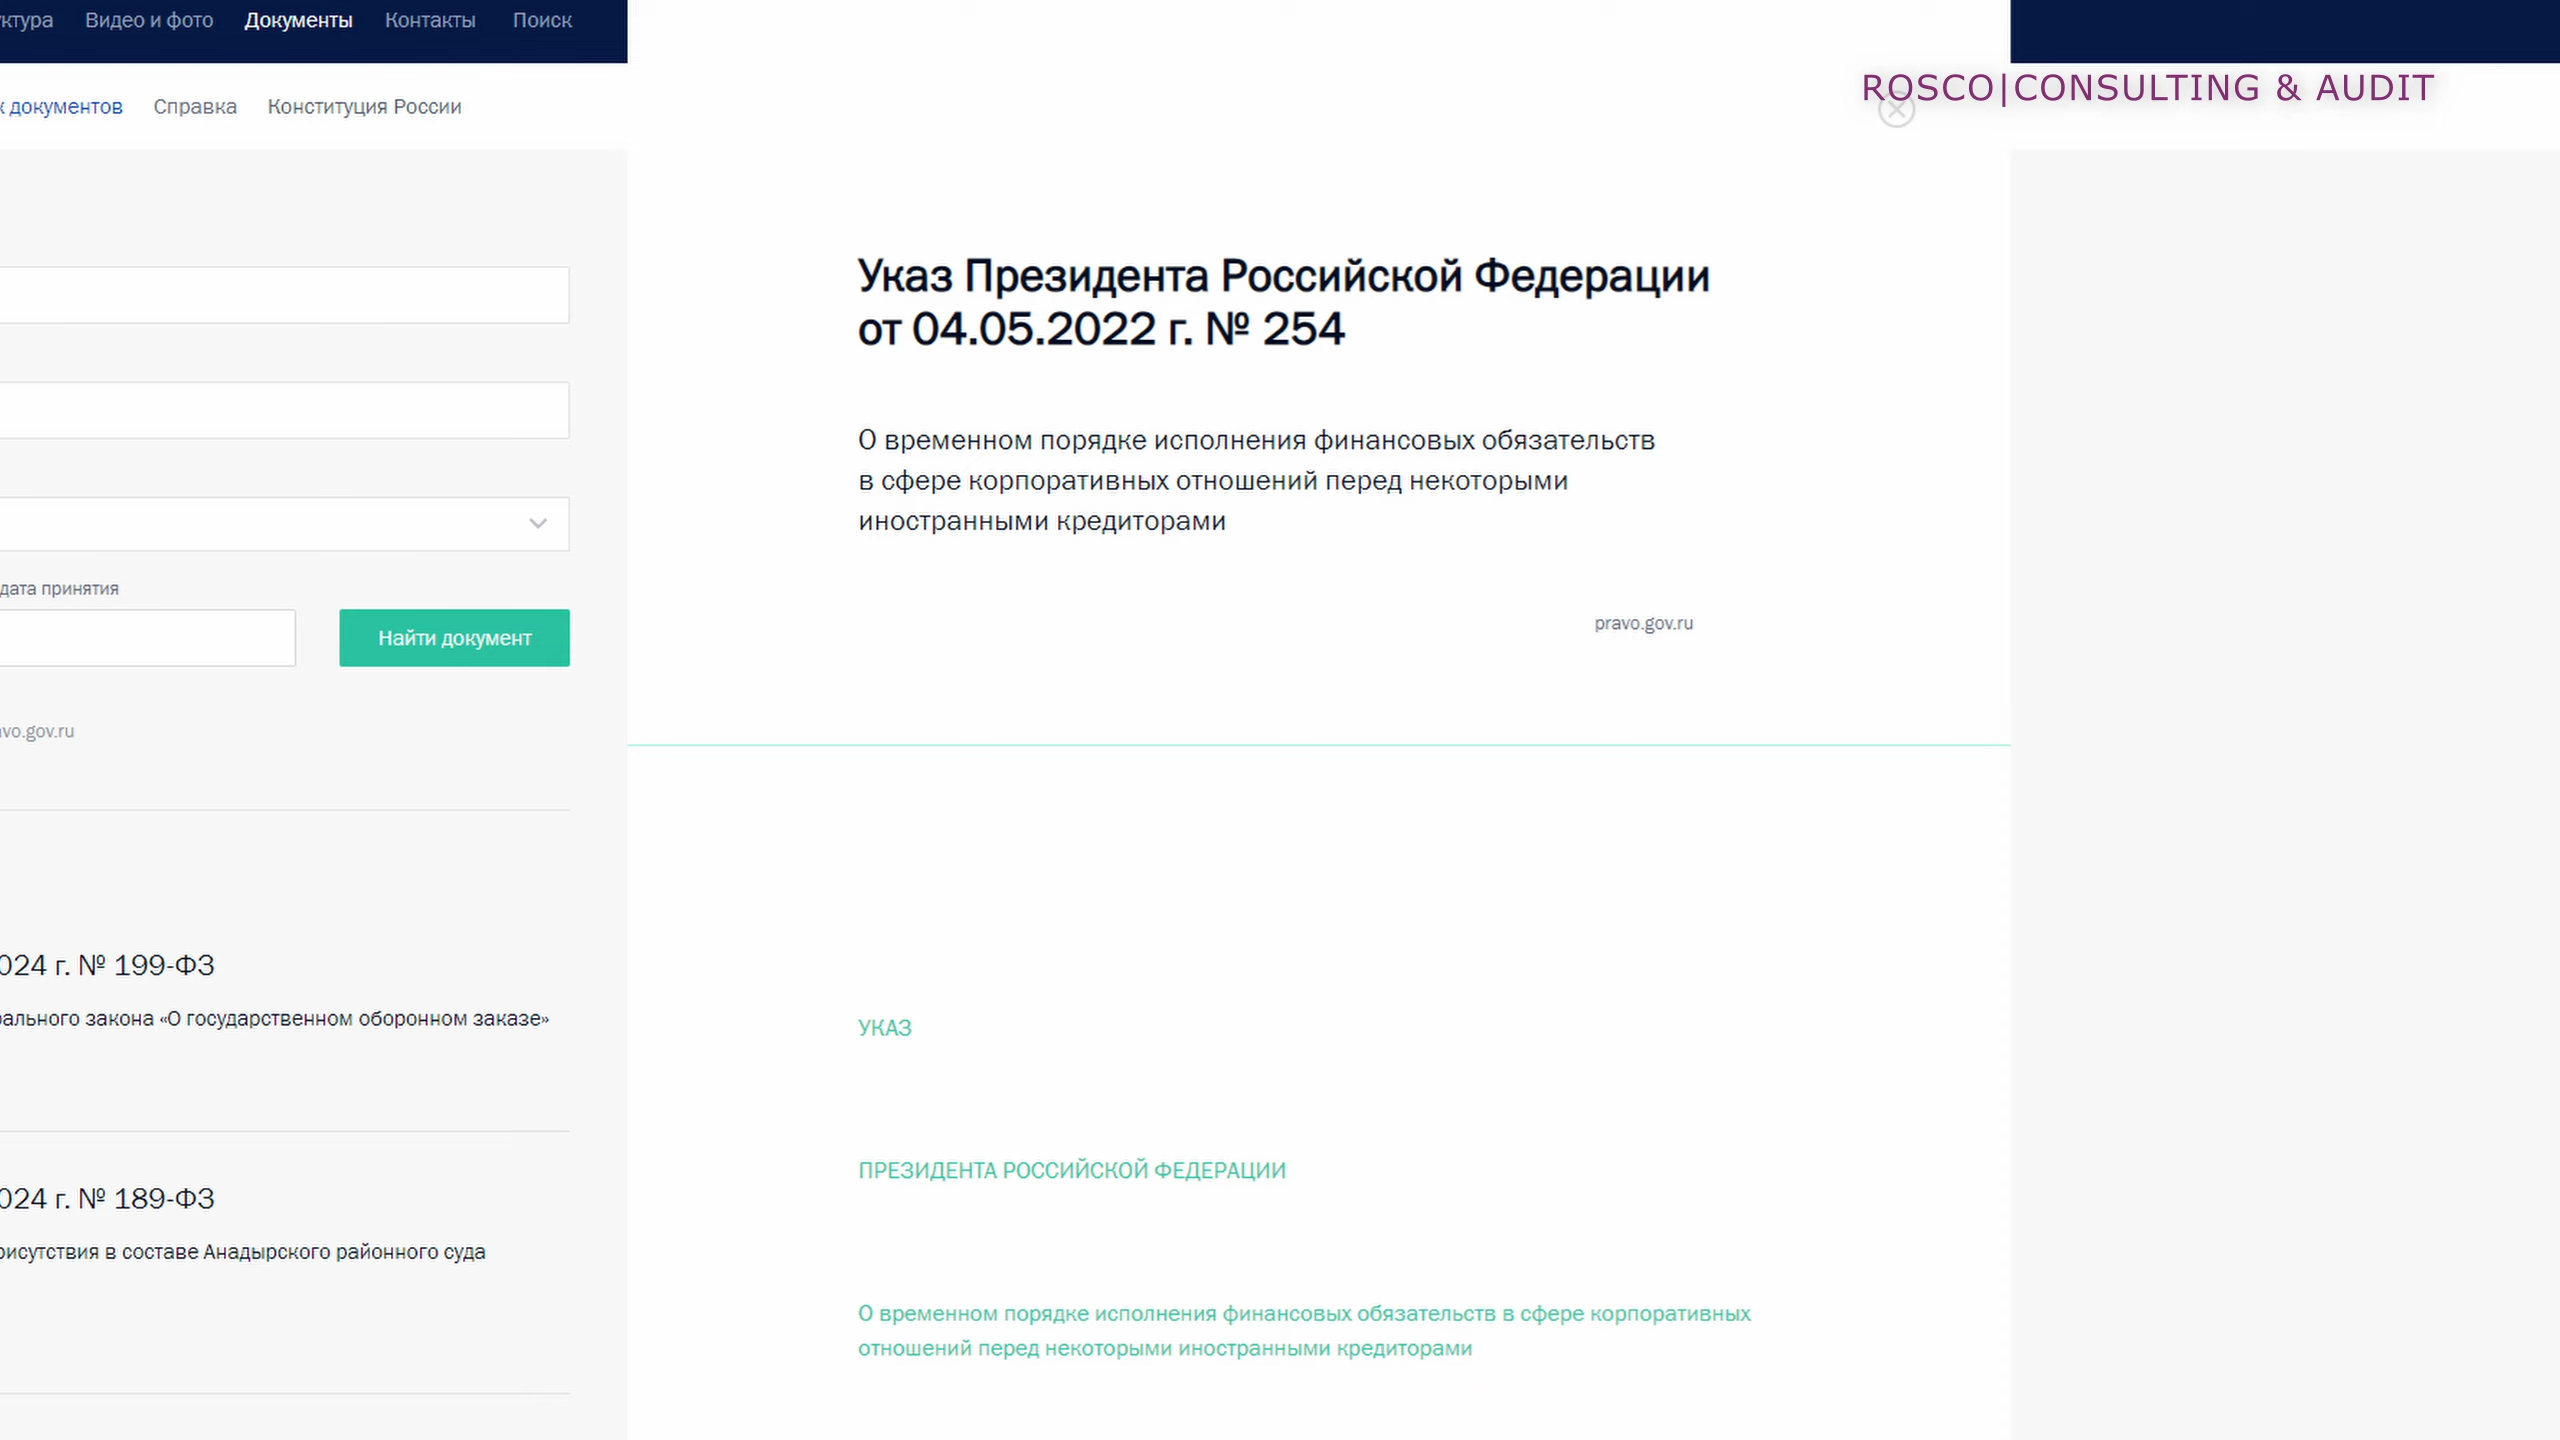 Видео и фото Документы Контакты Поиск
ROSCO|CONSULTING & AUDIT
документов Справка Конституция России
Указ Президента Российской Федерации
от 04.05.2022 г. № 254
О временном порядке исполнения финансовых обязательств
в сфере корпоративных отношений перед некоторыми
иностранными кредиторами
дата принятия
Найти документ
pravo.gov.ru
vo.gov.ru
024 г. № 199-ФЗ
ального закона «О государственном оборонном заказе»
УКАЗ
ПРЕЗИДЕНТА РОССИЙСКОЙ ФЕДЕРАЦИИ
024 г. № 189-ФЗ
рисутствия в составе Анадырского районного суда
О временном порядке исполнения финансовых обязательств в сфере корпоративных
отношений перед некоторыми иностранными кредиторами